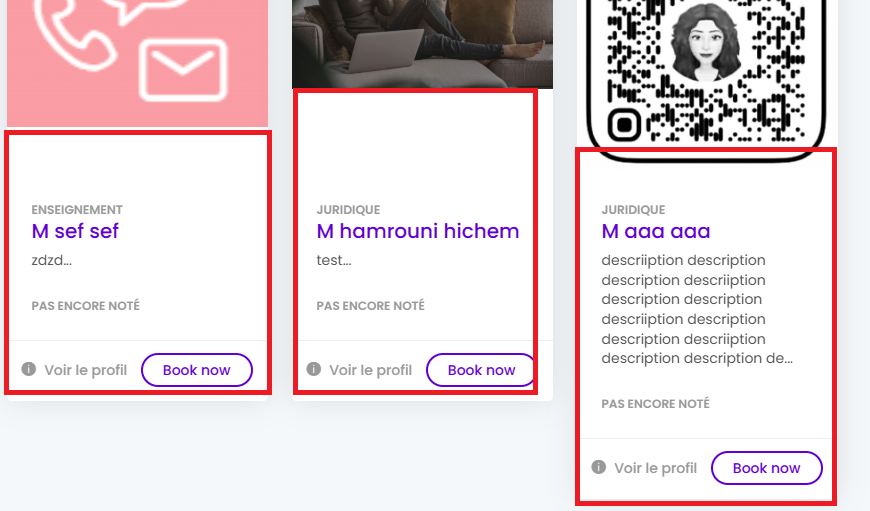 ENSEIGNEMENT
M sef sef
zdzd...
PAS ENCORE NOTÉ
Voir le profil
Book now
JURIDIQUE
M hamrouni hichem
test...
PAS ENCORE NOTÉ
Voir le profil
Book now
JURIDIQUE
M aaa aaa
descriiption description
description descriiption
description description
descriiption description
description descriiption
description description de...
PAS ENCORE NOTÉ
Voir le profil
Book now